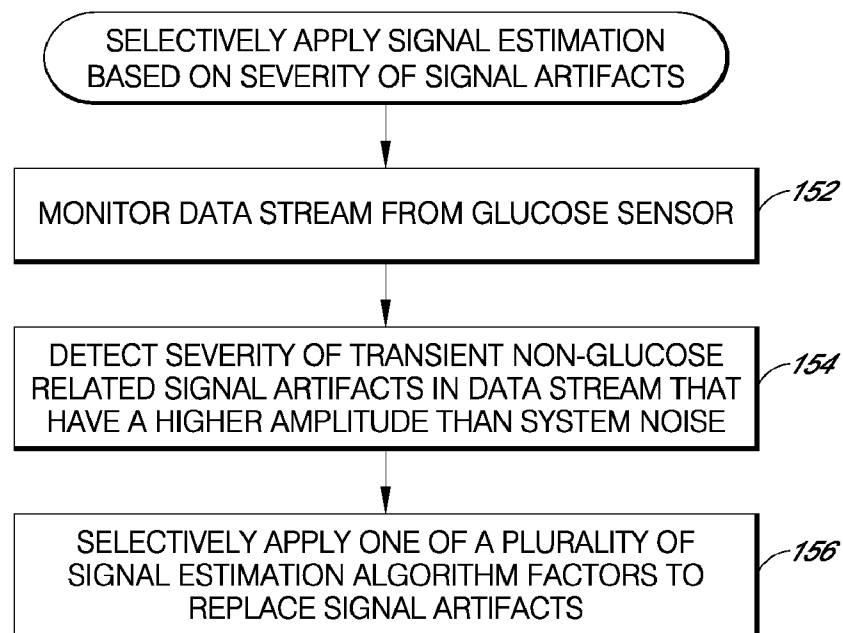 SELECTIVELY APPLY SIGNAL ESTIMATION
BASED ON SEVERITY OF SIGNAL ARTIFACTS
MONITOR DATA STREAM FROM GLUCOSE SENSOR
152
DETECT SEVERITY OF TRANSIENT NON-GLUCOSE
RELATED SIGNAL ARTIFACTS IN DATA STREAM THAT
HAVE A HIGHER AMPLITUDE THAN SYSTEM NOISE
154
SELECTIVELY APPLY ONE OF A PLURALITY OF
SIGNAL ESTIMATION ALGORITHM FACTORS TO
REPLACE SIGNAL ARTIFACTS
156